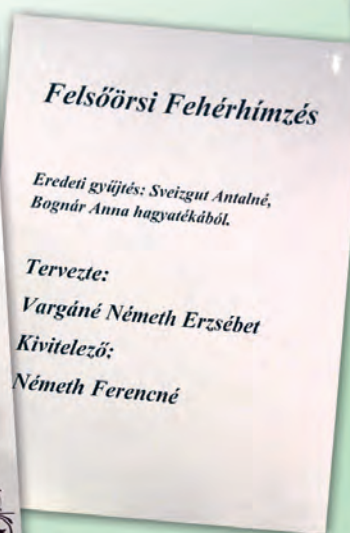 Felsőörsi Fehérhímzés
Eredeti gyűjtés: Sveizgut Antalné,
Bognár Anna hagyatékából.
Tervezte:
Vargáné Németh Erzsébet
Kivitelező:
Németh Ferencné